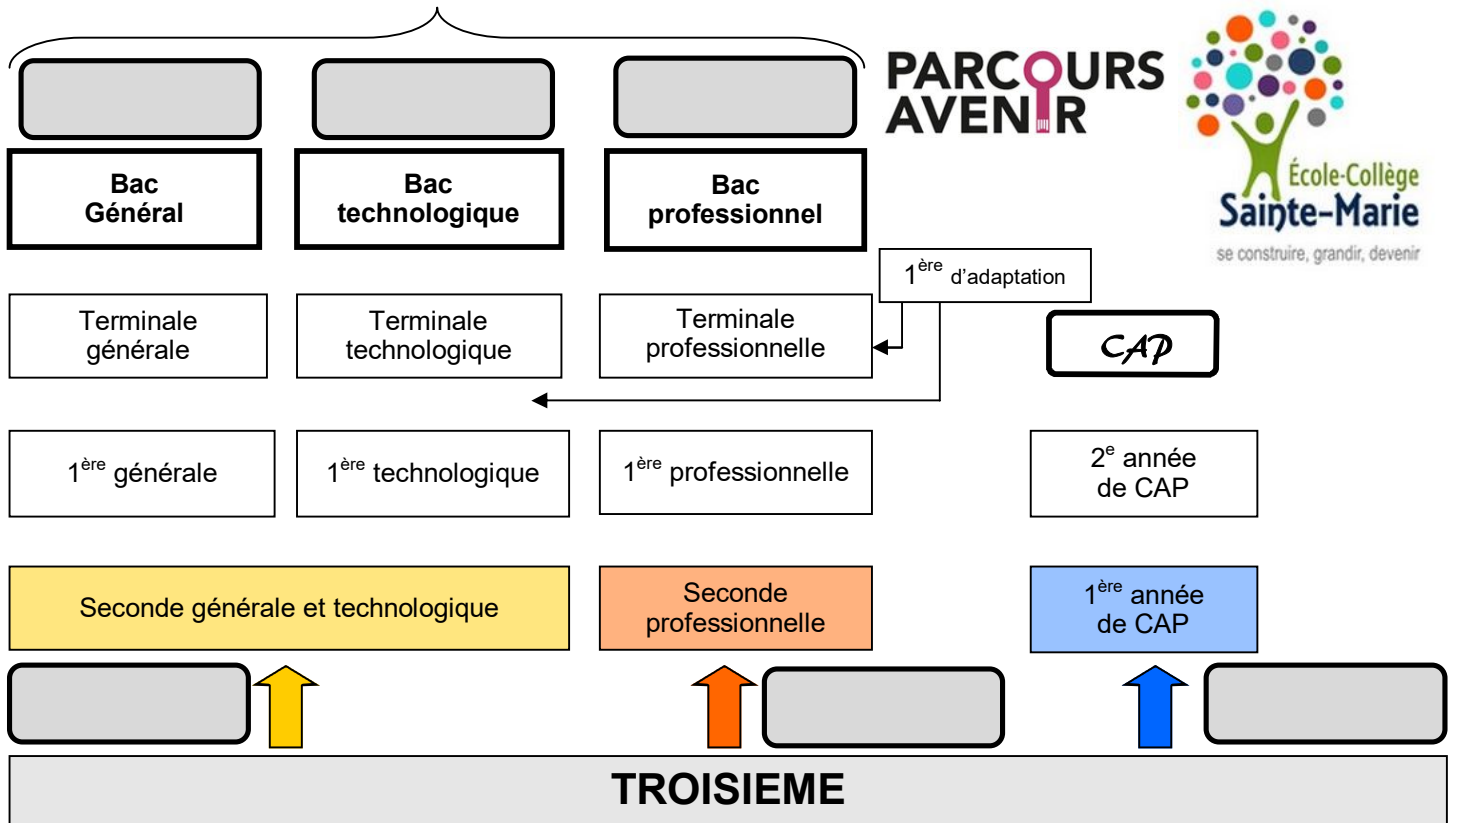 PARCOURS
AVENIR
École-Collège
Sainte-Marie
se construire, grandir, devenir
Bac
Général
Bac
technologique
Bac
professionnel
1ère d’adaptation
Terminale
générale
Terminale
technologique
Terminale
professionnelle
CAP
1ère générale
1ère technologique
1ère professionnelle
2e année
de CAP
Seconde générale et technologique
Seconde
professionnelle
1ère année
de CAP
TROISIEME